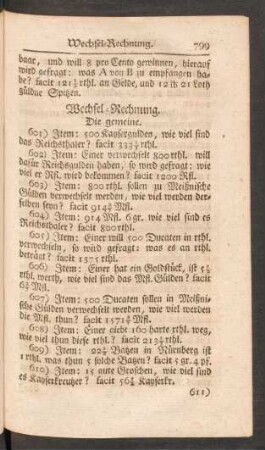 Wechsel-Rechnung. 799
baar, und will 8 pro Cento gewinnen, hierauf
wird gefragt: was A von B zu empfangen ha-
be? facit 121½ rthl. an Gelde, und 12 tb 21 Loth
güldne Spitzen.
Wechsel-Rechnung.
Die gemeine.
601) Item: 500 Kaysergulden, wie viel sind
das Reichsthaler? facit 333⅓ rthl.
602) Item: Einer verwechselt 800 rthl. will
dafür Reichsgulden haben, so wird gefragt: wie
viel er Rfl. wird bekommen? facit 1200 Rfl.
603) Item: 800 rthl. sollen zu Meißnische
Gülden verwechselt werden, wie viel werden der-
selben seyn? facit 914⅔ Mfl.
604) Item: 914 Mfl. 6 gr. wie viel sind es
Reichsthaler? facit 800 rthl.
605) Item: Einer will 500 Ducaten in rthl.
verwechseln, so wird gefragt: was es an rthl.
beträgt? facit 1375 rthl.
606) Item: Einer hat ein Goldstück, ist 5½
rthl. werth, wie viel sind das Mfl. Gülden? facit
6⅔ Mfl.
607) Item: 500 Ducaten sollen in Meißni-
sche Gülden verwechselt werden, wie viel werden
die Mfl. thun? facit 1571⅜ Mfl.
608) Item: Einer giebt 160 harte rthl. weg,
wie viel thun diese rthl.? facit 213⅓ rthl.
609) Item: 22½ Batzen in Nürnberg ist
1 rthl. was thun 5 solche Batzen? facit 5 gr. 4 pf.
610) Item: 15 gute Groschen, wie viel sind
es Kayserkreutzer? facit 56¼ Kayserkr.
611)